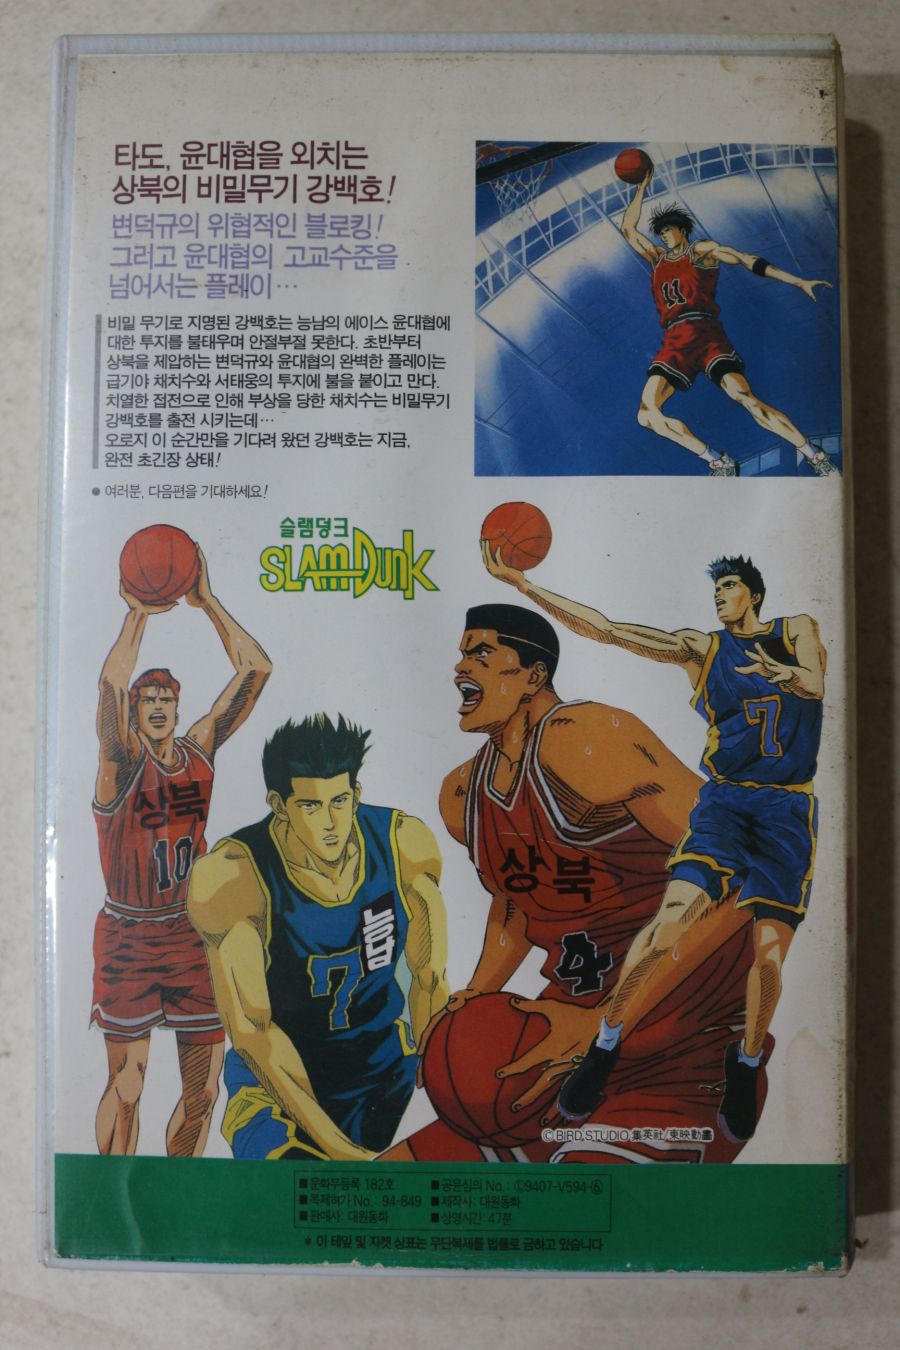 타도, 윤대협을 외치는
상북의 비밀무기 강백호!
변덕규의 위협적인 블로킹!
그리고 윤대협의 고교수준을
넘어서는 플레이…
비밀 무기로 지명된 강백호는 능남의 에이스 윤대협에
대한 투지를 불태우며 안절부절 못한다. 초반부터
상북을 제압하는 변덕규와 윤대협의 완벽한 플레이는
급기야 채치수와 서태웅의 투지에 불을 붙이고 만다.
치열한 접전으로 인해 부상을 당한 채치수는 비밀무기
강백호를 출전 시키는데…
오로지 이 순간만을 기다려 왔던 강백호는 지금,
완전 초긴장 상태!
● 여러분, 다음편을 기대하세요!
11
슬램덩크
SLAM DUNK
상북
10
능남
7
상북
4
7
ⓒBIRD STUDIO, 集英社/東映動畵
■문화부등록 182호 ■공윤심의 No.: ⓛ9407-V594-⑥
■복제허가 No.: 94-849 ■제작사: 대원동화
■판매사: 대원동화 ■상영시간: 47분
* 이 테잎 및 자켓 상표는 무단복제를 법률로 금하고 있습니다